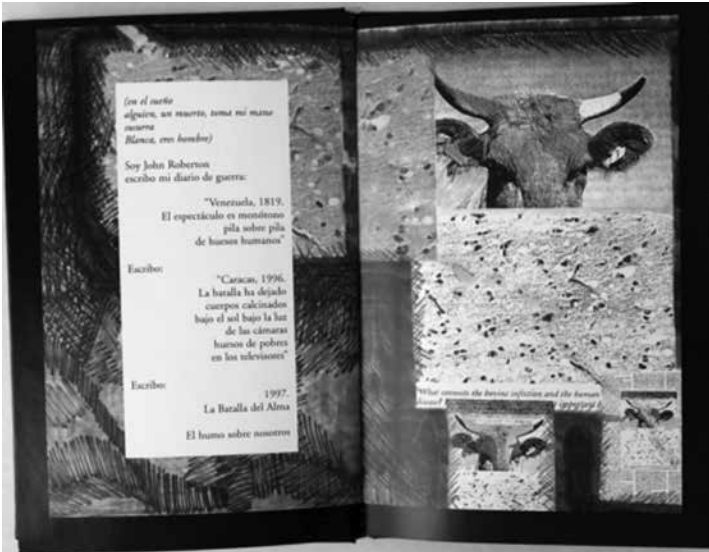 (en el sueño
alguien, un muerto, toma mi mano
susurra
Blanca, eres hombre)
Soy John Roberton
escribo mi diario de guerra:
"Venezuela, 1819.
El espectáculo es monótono
pila sobre pila
de huesos humanos"
Escribo:
"Caracas, 1996.
La batalla ha dejado
cuerpos calcinados
bajo el sol bajo la luz
de las cámaras
huesos de pobres
en los televisores"
Escribo:
1997.
La Batalla del Alma
El humo sobre nosotros
What connects the bovine infection and the human